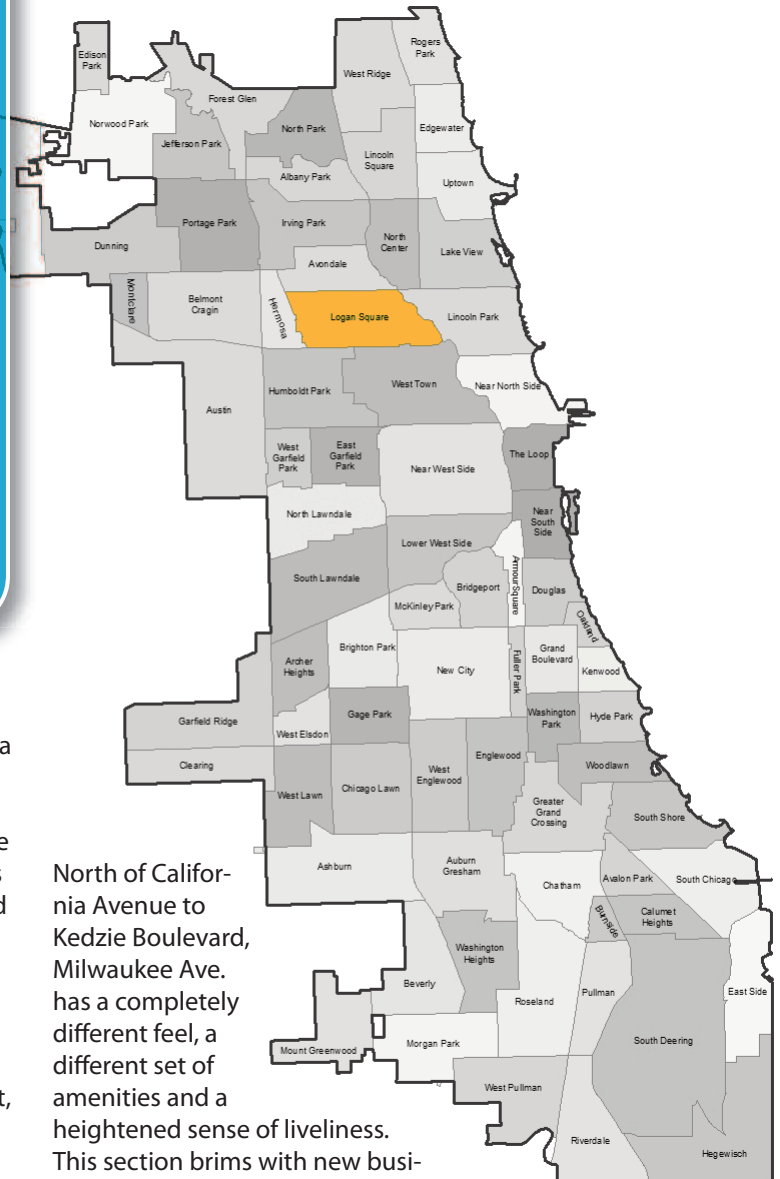 Edison
Park
Rogers
Park
West Ridge
Forest Glen
Norwood Park
North Park
Edgewater
Jefferson Park
Lincoln
Square
Albany Park
Uptown
Portage Park
Irving Park
North
Center
Dunning
Lake View
Avondale
Montclare
Belmont
Cragin
Hermosa
Logan Square
Lincoln Park
Austin
Humboldt Park
West Town
Near North Side
West
Garfield
Park
East
Garfield
Park
Near West Side
The Loop
North Lawndale
Near
South
Side
Lower West Side
South Lawndale
Bridgeport
Armour Square
Douglas
McKinley Park
Oakland
Brighton Park
Grand
Boulevard
Archer
Heights
New City
Fuller Park
Kenwood
Garfield Ridge
Gage Park
Washington
Park
Hyde Park
West Elsdon
Clearing
West
Englewood
Englewood
Woodlawn
West Lawn
Chicago Lawn
Greater
Grand
Crossing
South Shore
Ashburn
Auburn
Gresham
Chatham
Avalon Park
South Chicago
Burnside
Calumet
Heights
Washington
Heights
Beverly
Roseland
Pullman
East Side
Mount Greenwood
Morgan Park
South Deering
West Pullman
Riverdale
Hegewisch
a
e
s
d
t,
North of Califor-
nia Avenue to
Kedzie Boulevard,
Milwaukee Ave.
has a completely
different feel, a
different set of
amenities and a
heightened sense of liveliness.
This section brims with new busi-